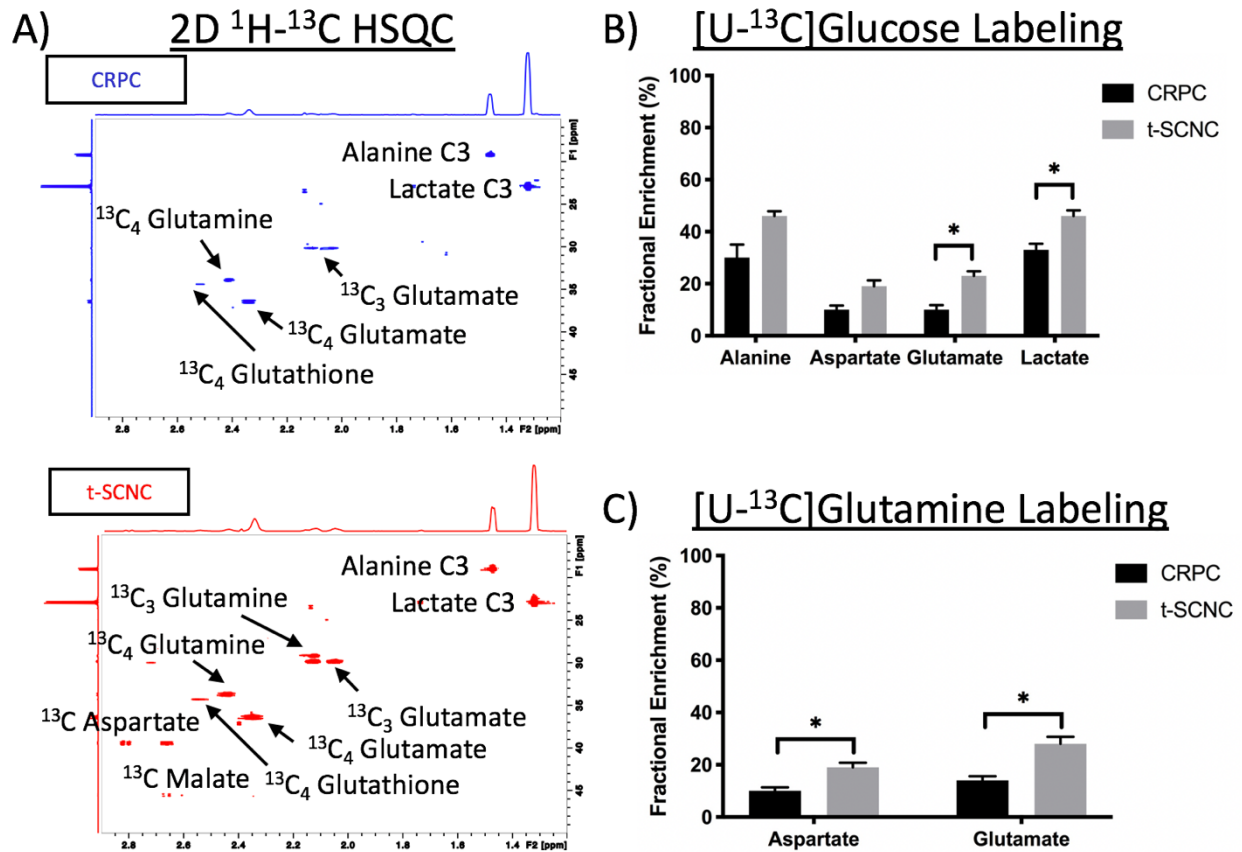 A)
2D ¹H-¹³C HSQC
CRPC
Alanine C3
Lactate C3
¹³C₄ Glutamine
¹³C₃ Glutamate
¹³C₄ Glutamate
¹³C₄ Glutathione
F1 [ppm]
25
30
35
40
45
2.8 2.6 2.4 2.2 2.0 1.8 1.6 1.4 F2 [ppm]
t-SCNC
Alanine C3
Lactate C3
¹³C₃ Glutamine
¹³C₄ Glutamine
¹³C₃ Glutamate
¹³C Aspartate
¹³C₄ Glutamate
¹³C Malate
¹³C₄ Glutathione
F1
25
30
35
40
45
2.8 2.6 2.4 2.2 2.0 1.8 1.6 1.4 F2 [ppm]
B)
[U-¹³C]Glucose Labeling
Fractional Enrichment (%)
100
80
60
40
20
0
CRPC
t-SCNC
*
*
Alanine Aspartate Glutamate Lactate
C)
[U-¹³C]Glutamine Labeling
Fractional Enrichment (%)
100
80
60
40
20
0
CRPC
t-SCNC
*
*
Aspartate Glutamate